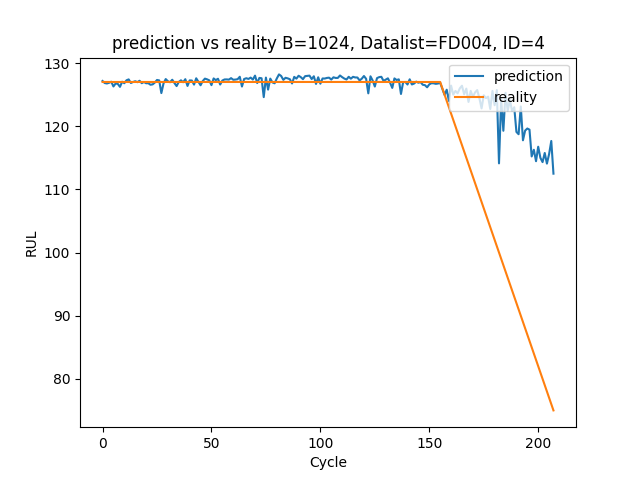 prediction vs reality B=1024, Datalist=FD004, ID=4
prediction
reality
130
120
110
100
90
80
RUL
0
50
100
150
200
Cycle